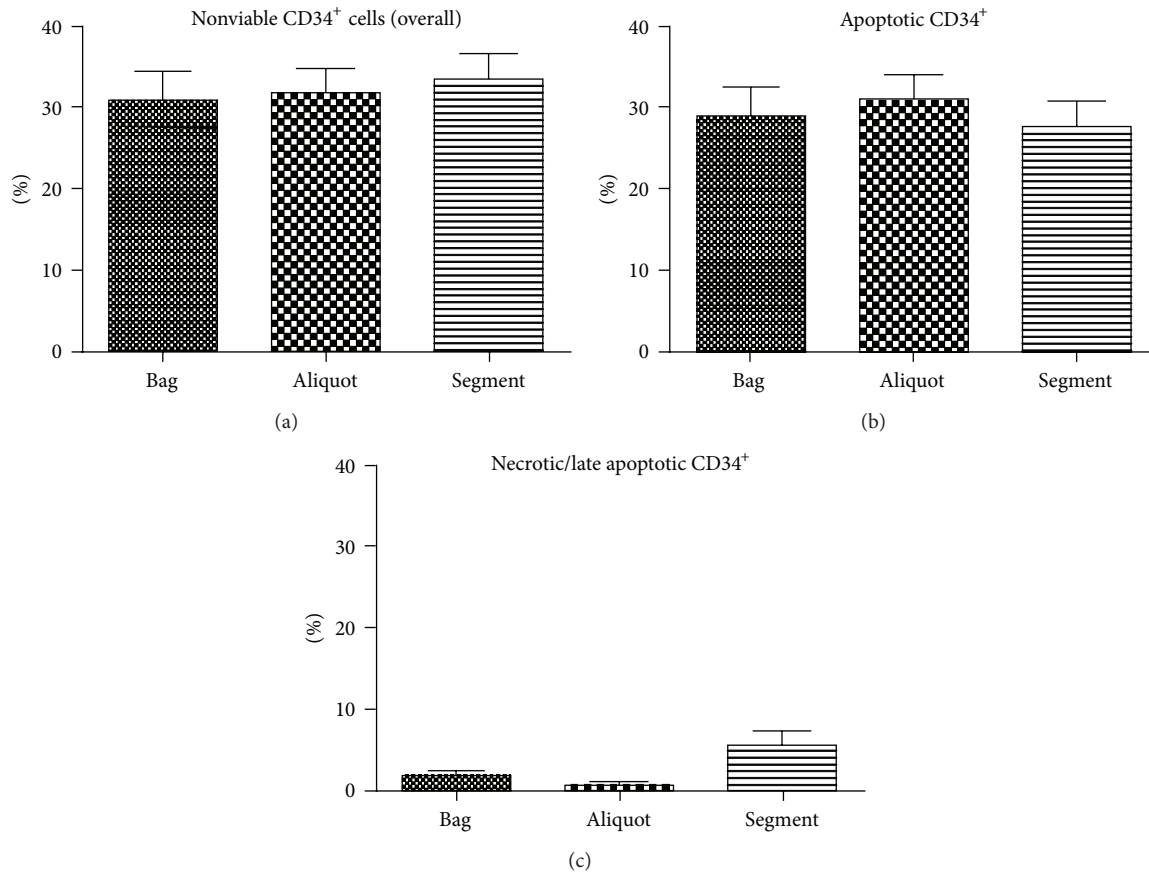 Nonviable CD34⁺ cells (overall)
40
30
20
10
0
(%)
Bag Aliquot Segment
(a)
Apoptotic CD34⁺
40
30
20
10
0
(%)
Bag Aliquot Segment
(b)
Necrotic/late apoptotic CD34⁺
40
30
20
10
0
(%)
Bag Aliquot Segment
(c)